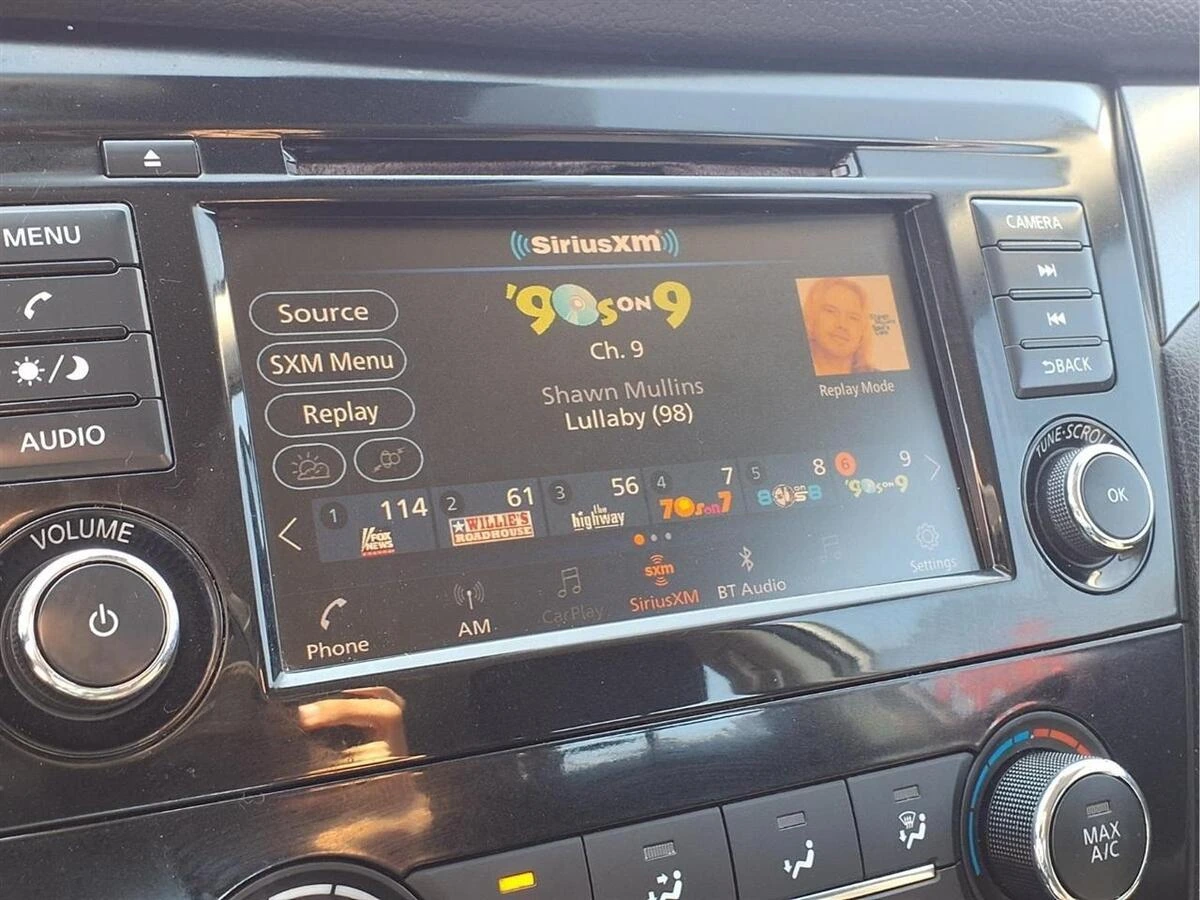 MENU
AUDIO
VOLUME
SiriusXM
Source
SXM Menu
Replay
'90s ON 9
Ch. 9
Shawn Mullins
Lullaby (98)
Replay Mode
1 114
FOX
NEWS
2 61
WILLIE'S
ROADHOUSE
3 56
the
highway
4 7
70s on 7
5 8
80s on 8
6 9
'90s ON 9
Phone
AM
CarPlay
sxm
SiriusXM
BT Audio
Settings
CAMERA
BACK
TUNE·SCROLL
OK
MAX
A/C